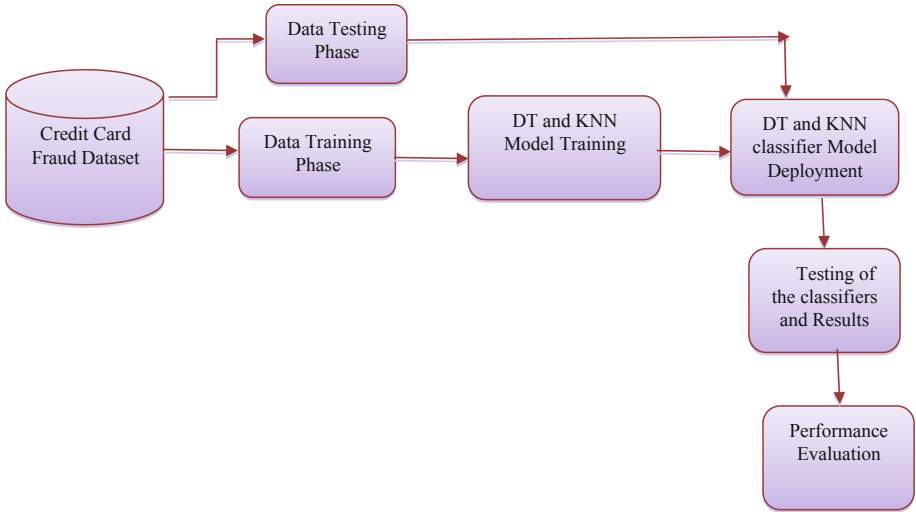 Data Testing
Phase
Credit Card
Fraud Dataset
Data Training
Phase
DT and KNN
Model Training
DT and KNN
classifier Model
Deployment
Testing of
the classifiers
and Results
Performance
Evaluation